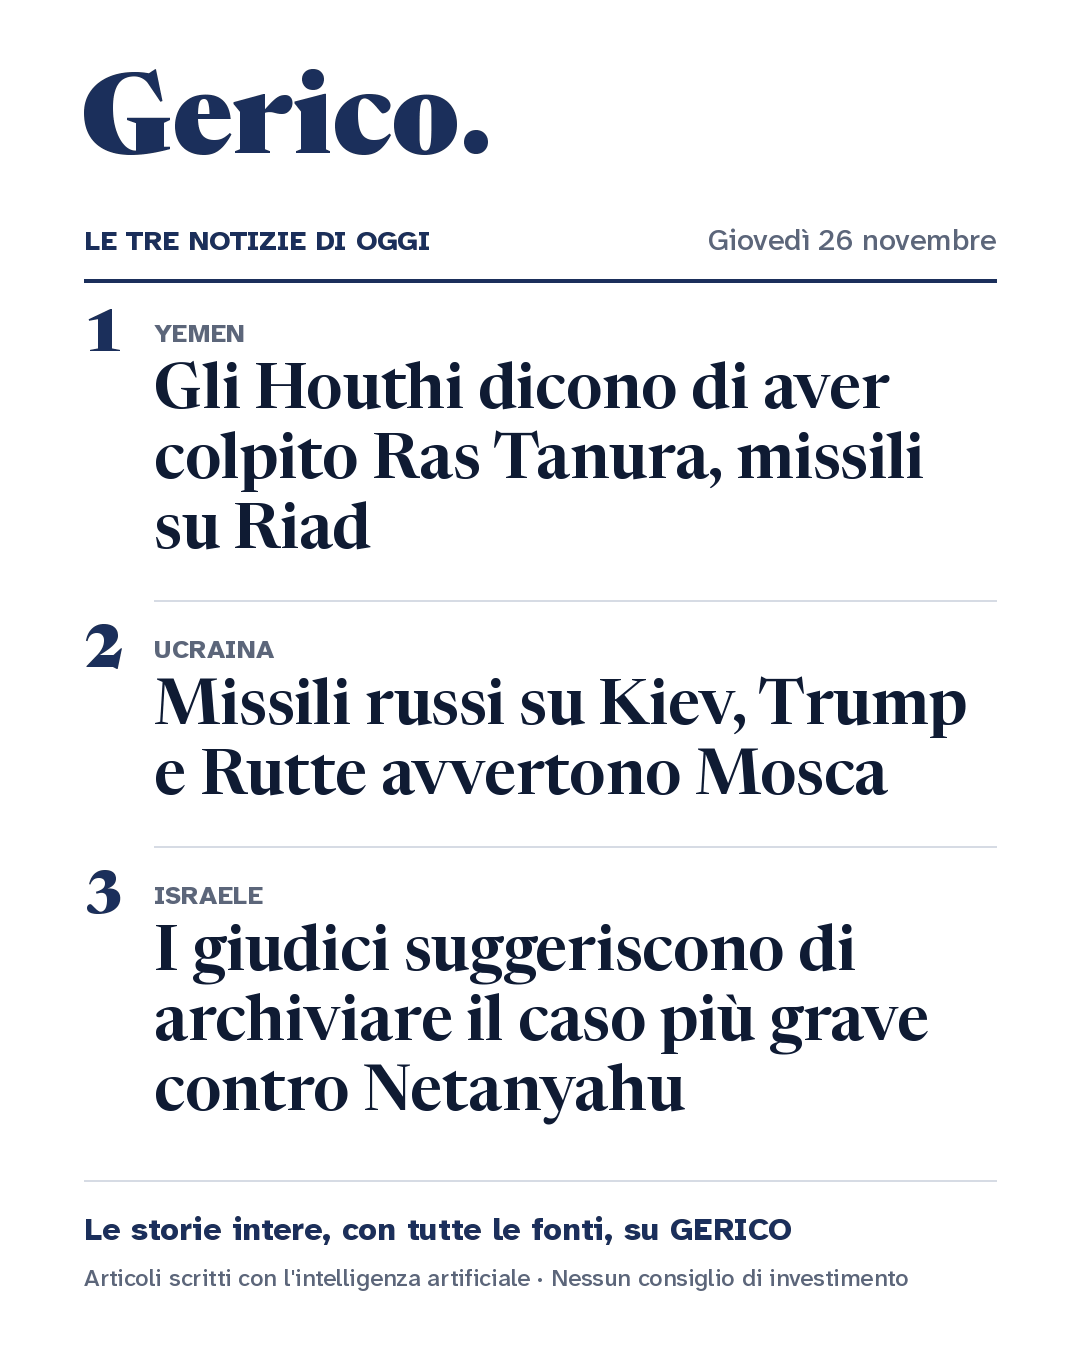 Gerico.
LE TRE NOTIZIE DI OGGI
Giovedì 26 novembre
1
YEMEN
Gli Houthi dicono di aver
colpito Ras Tanura, missili
su Riad
2
UCRAINA
Missili russi su Kiev, Trump
e Rutte avvertono Mosca
3
ISRAELE
I giudici suggeriscono di
archiviare il caso più grave
contro Netanyahu
Le storie intere, con tutte le fonti, su GERICO
Articoli scritti con l'intelligenza artificiale · Nessun consiglio di investimento